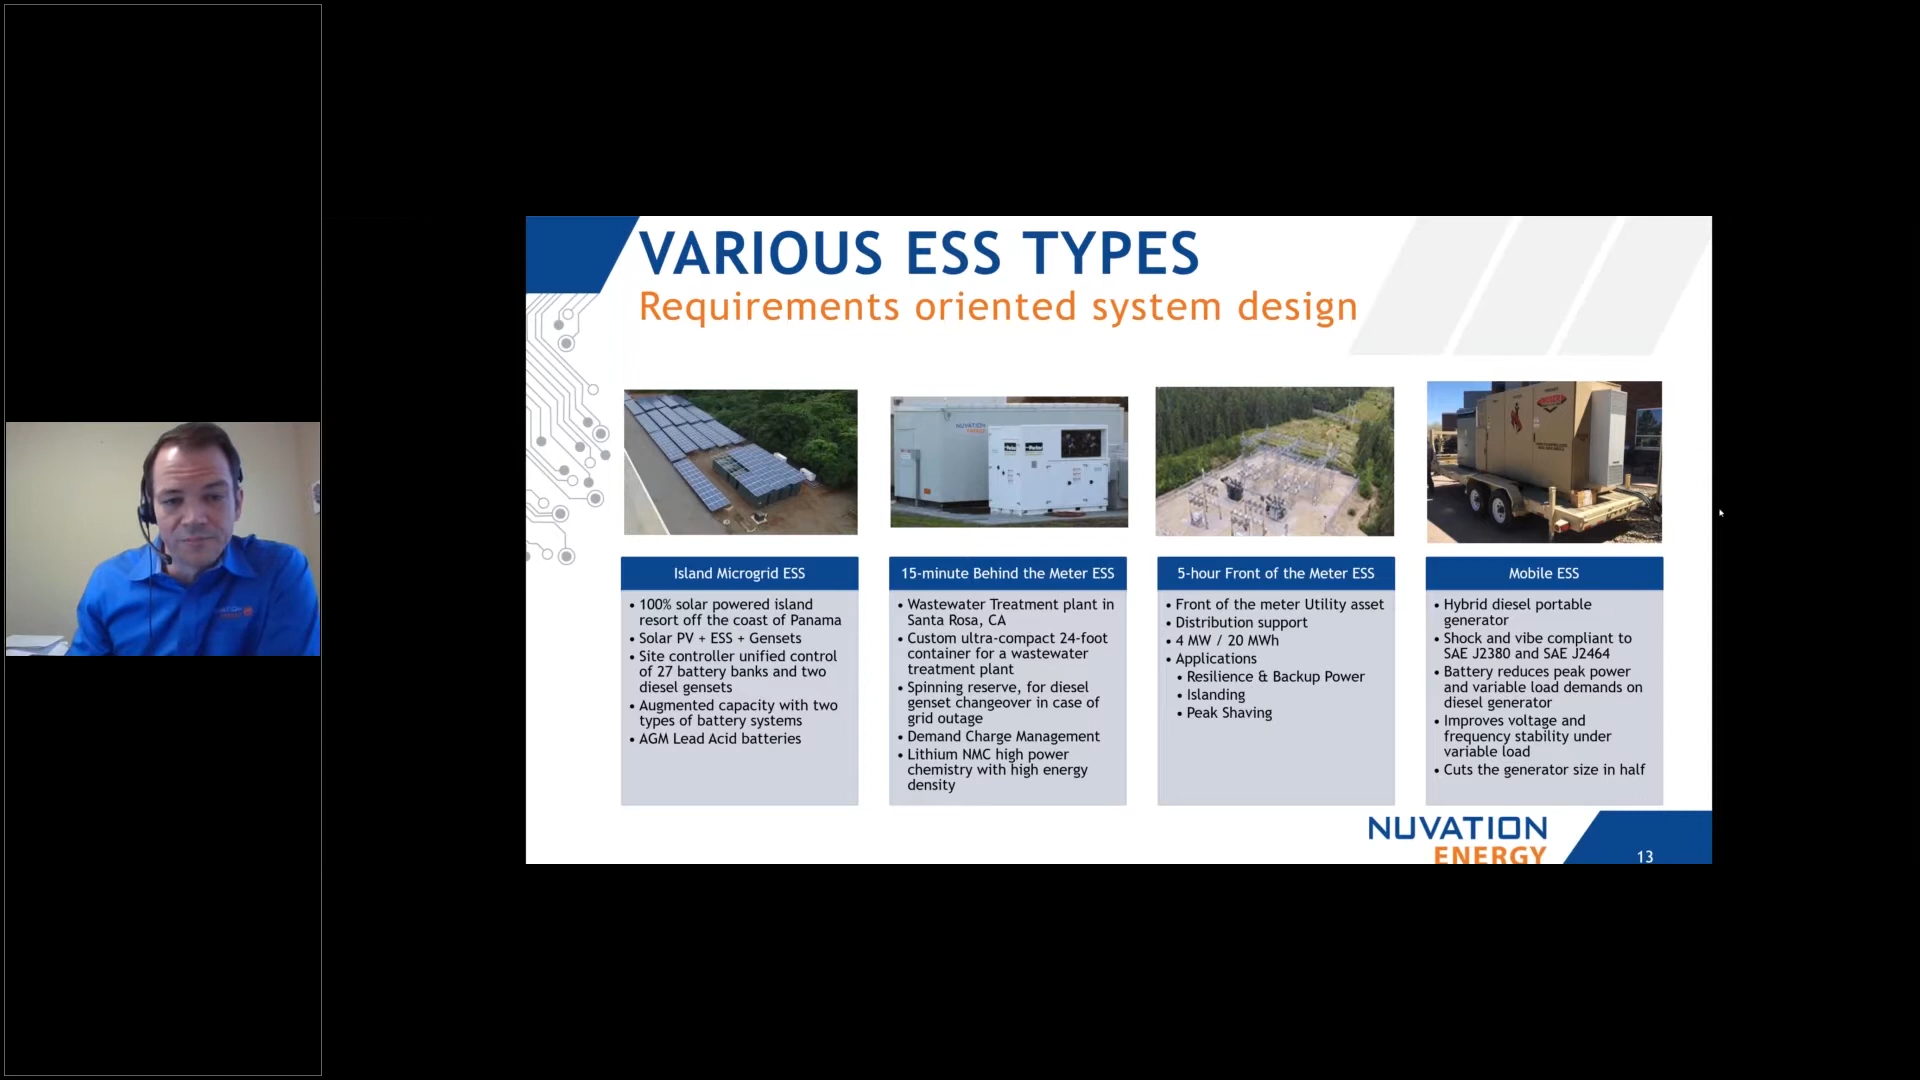 VARIOUS ESS TYPES
Requirements oriented system design
NUVATION
Island Microgrid ESS
• 100% solar powered island
resort off the coast of Panama
• Solar PV + ESS + Gensets
• Site controller unified control
of 27 battery banks and two
diesel gensets
• Augmented capacity with two
types of battery systems
• AGM Lead Acid batteries
15-minute Behind the Meter ESS
• Wastewater Treatment plant in
Santa Rosa, CA
• Custom ultra-compact 24-foot
container for a wastewater
treatment plant
• Spinning reserve, for diesel
genset changeover in case of
grid outage
• Demand Charge Management
• Lithium NMC high power
chemistry with high energy
density
5-hour Front of the Meter ESS
• Front of the meter Utility asset
• Distribution support
• 4 MW / 20 MWh
• Applications
• Resilience & Backup Power
• Islanding
• Peak Shaving
Mobile ESS
• Hybrid diesel portable
generator
• Shock and vibe compliant to
SAE J2380 and SAE J2464
• Battery reduces peak power
and variable load demands on
diesel generator
• Improves voltage and
frequency stability under
variable load
• Cuts the generator size in half
NUVATION
ENERGY
13